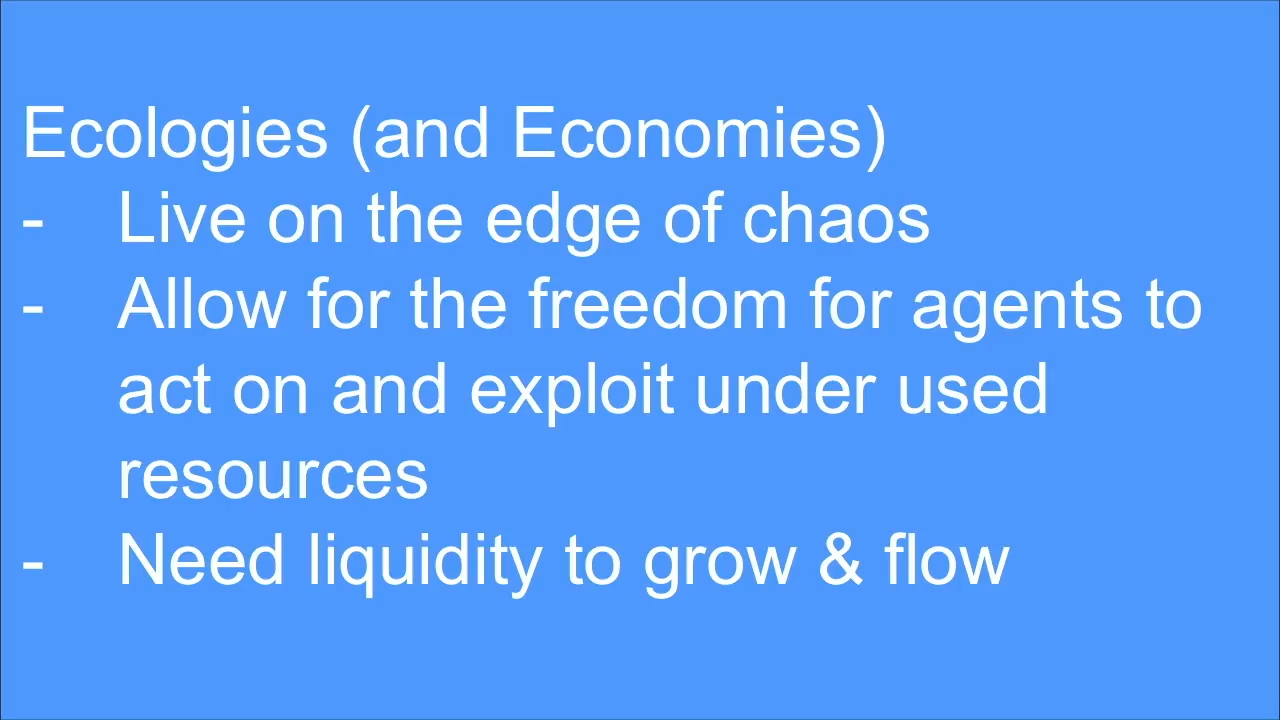 Ecologies (and Economies)
- Live on the edge of chaos
- Allow for the freedom for agents to
act on and exploit under used
resources
- Need liquidity to grow & flow